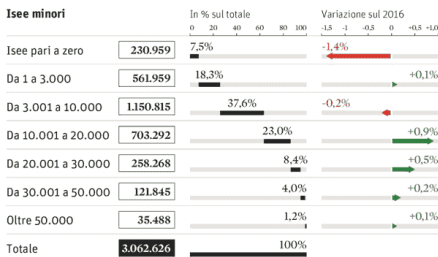 Isee minori In % sul totale Variazione sul 2016
0 20 40 60 80 100 -1,5 -1 -0,5 0 +0,5 +1,0
Isee pari a zero 230.959 7,5% -1,4%
Da 1 a 3.000 561.959 18,3% +0,1%
Da 3.001 a 10.000 1.150.815 37,6% -0,2%
Da 10.001 a 20.000 703.292 23,0% +0,9%
Da 20.001 a 30.000 258.268 8,4% +0,5%
Da 30.001 a 50.000 121.845 4,0% +0,2%
Oltre 50.000 35.488 1,2% +0,1%
Totale 3.062.626 100%